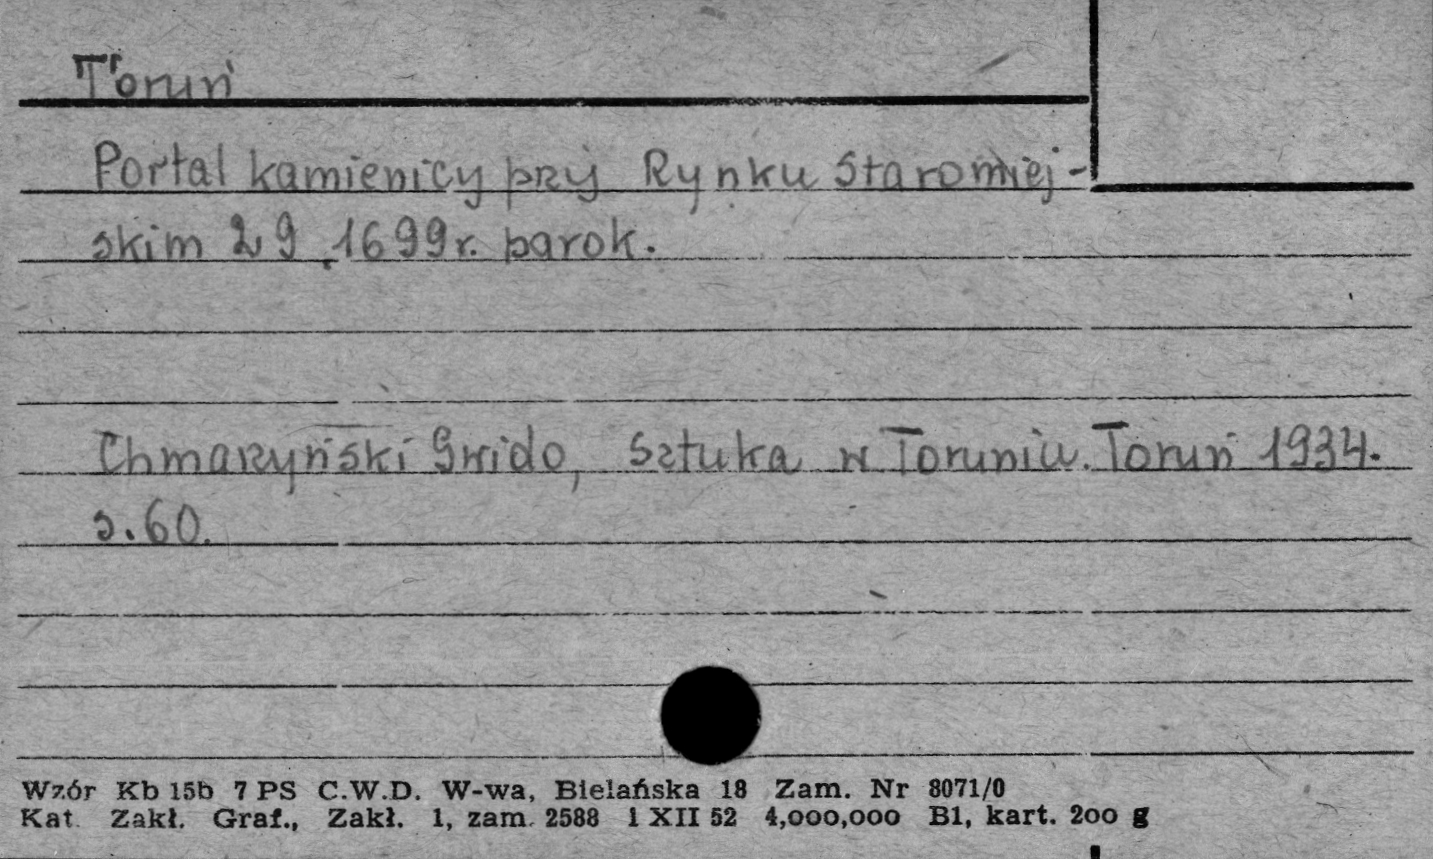 Toruń
Portal kamienicy przy Rynku Staromiej-
skim 29, 1699r. barok.
Chmarzyński Gwido, Sztuka w Toruniu. Toruń 1934.
s. 60.
Wzór Kb 15b 7 PS C.W.D. W-wa, Bielańska 18 Zam. Nr 8071/0
Kat. Zakł. Graf., Zakł. 1, zam. 2588 1 XII 52 4,000,000 B1, kart. 200 g